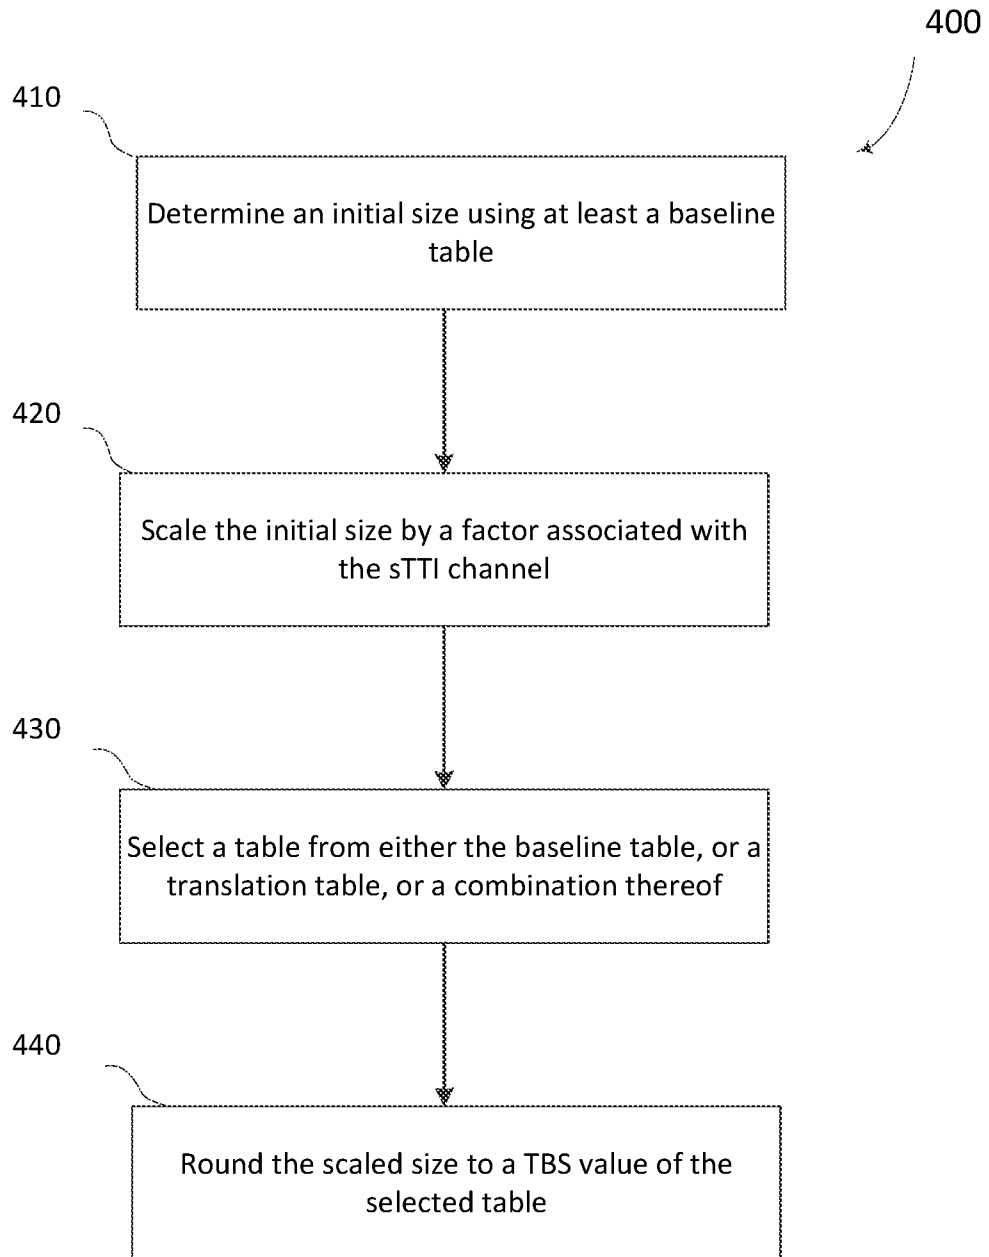 400
410
Determine an initial size using at least a baseline
table
420
Scale the initial size by a factor associated with
the sTTI channel
430
Select a table from either the baseline table, or a
translation table, or a combination thereof
440
Round the scaled size to a TBS value of the
selected table